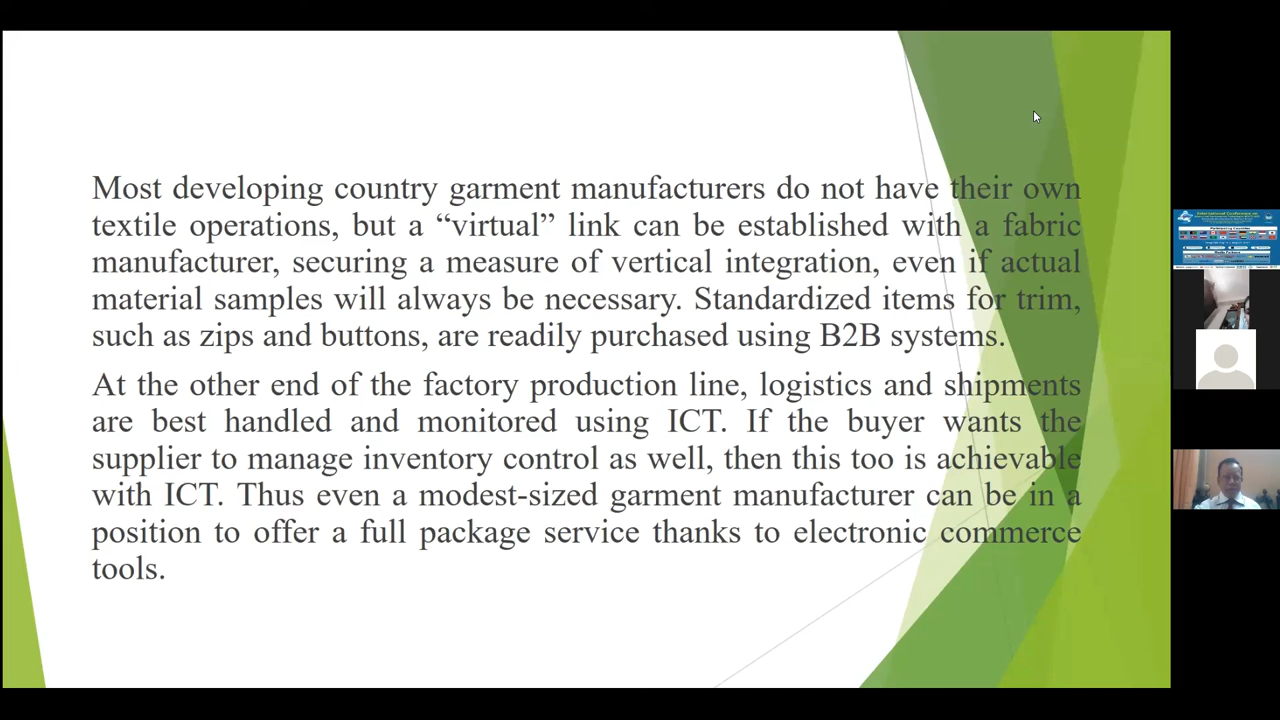 Most developing country garment manufacturers do not have their own
textile operations, but a “virtual” link can be established with a fabric
manufacturer, securing a measure of vertical integration, even if actual
material samples will always be necessary. Standardized items for trim,
such as zips and buttons, are readily purchased using B2B systems.
At the other end of the factory production line, logistics and shipments
are best handled and monitored using ICT. If the buyer wants the
supplier to manage inventory control as well, then this too is achievable
with ICT. Thus even a modest-sized garment manufacturer can be in a
position to offer a full package service thanks to electronic commerce
tools.
International Conference on
Participating Countries